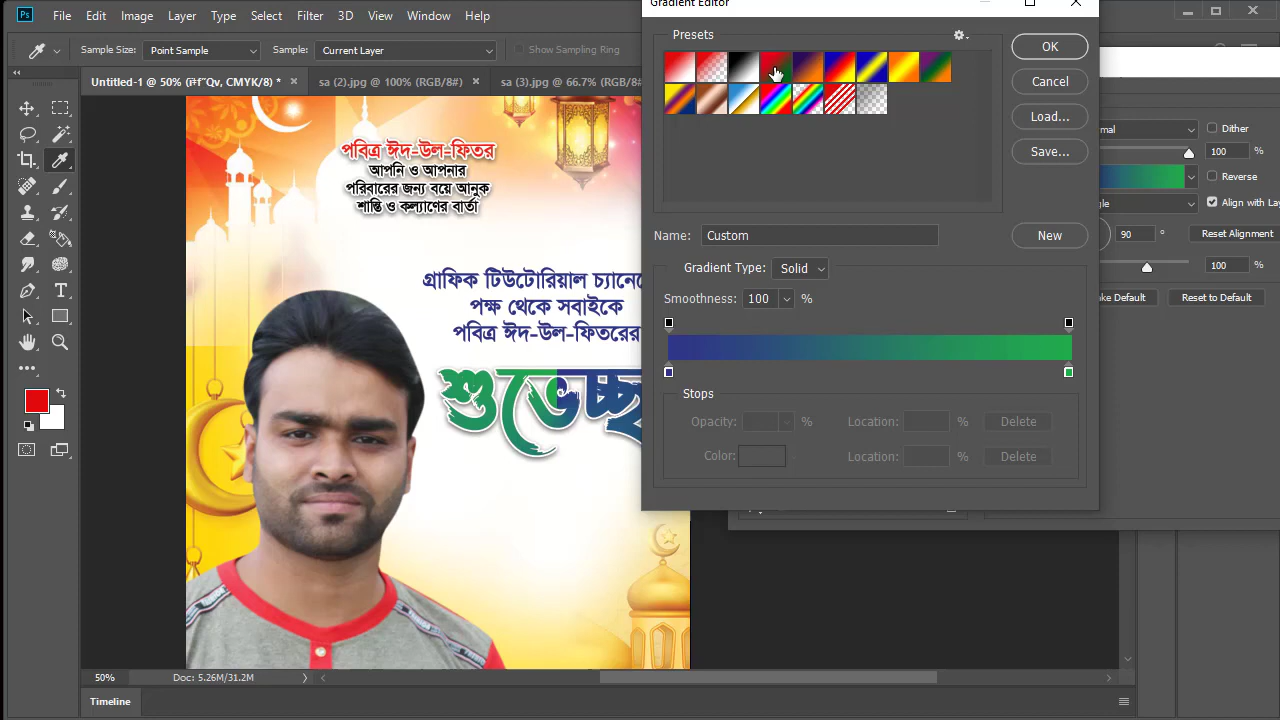 Gradient Editor
File Edit Image Layer Type Select Filter 3D View Window Help
Sample Size: Point Sample Sample: Current Layer Show Sampling Ring
Untitled-1 @ 50% (iƒf˜Qv, CMYK/8) * × sa (2).jpg @ 100% (RGB/8#) × sa (3).jpg @ 66.7% (RGB/8#
Presets
OK
Cancel
Load...
Save...
Name: Custom New
Gradient Type: Solid
Smoothness: 100 %
Stops
Opacity: % Location: % Delete
Color: Location: % Delete
Dither
100 %
Reverse
Align with
90 ° Reset Alignment
100 %
Reset to Default
পবিত্র ঈদ-উল-ফিতর
আপনি ও আপনার
পরিবারের জন্য বয়ে আনুক
শান্তি ও কল্যাণের বার্তা
গ্রাফিক টিউটোরিয়াল
পক্ষ থেকে সবাইকে
পবিত্র ঈদ-উল-ফিতরের
50% Doc: 5.26M/31.2M
Timeline